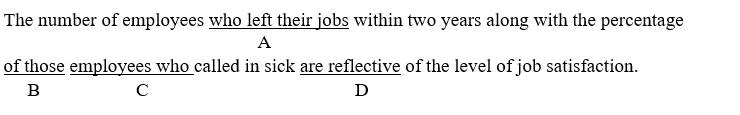 The number of employees who left their jobs within two years along with the percentage
A
of those employees who called in sick are reflective of the level of job satisfaction.
B C D